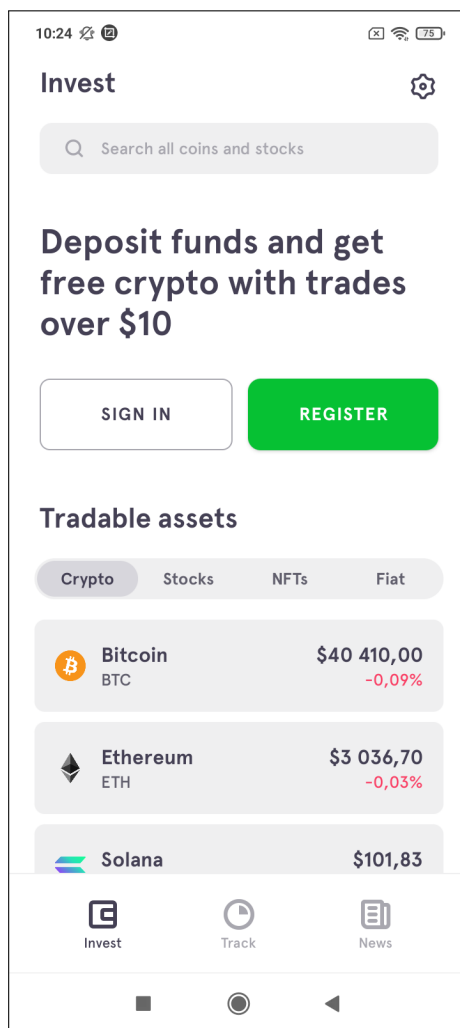 10:24
75
Invest
Search all coins and stocks
Deposit funds and get
free crypto with trades
over $10
SIGN IN
REGISTER
Tradable assets
Crypto
Stocks
NFTs
Fiat
Bitcoin
$40 410,00
BTC
-0,09%
Ethereum
$3 036,70
ETH
-0,03%
Solana
$101,83
Invest
Track
News